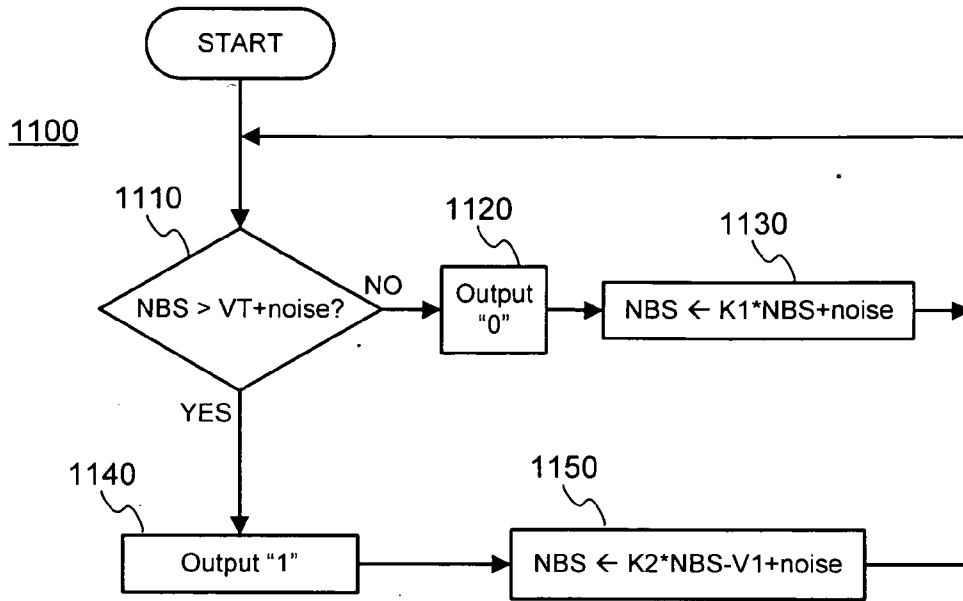 START
1100
1110
NBS > VT+noise?
NO
1120
Output
“0”
1130
NBS ← K1*NBS+noise
YES
1140
Output “1”
1150
NBS ← K2*NBS-V1+noise